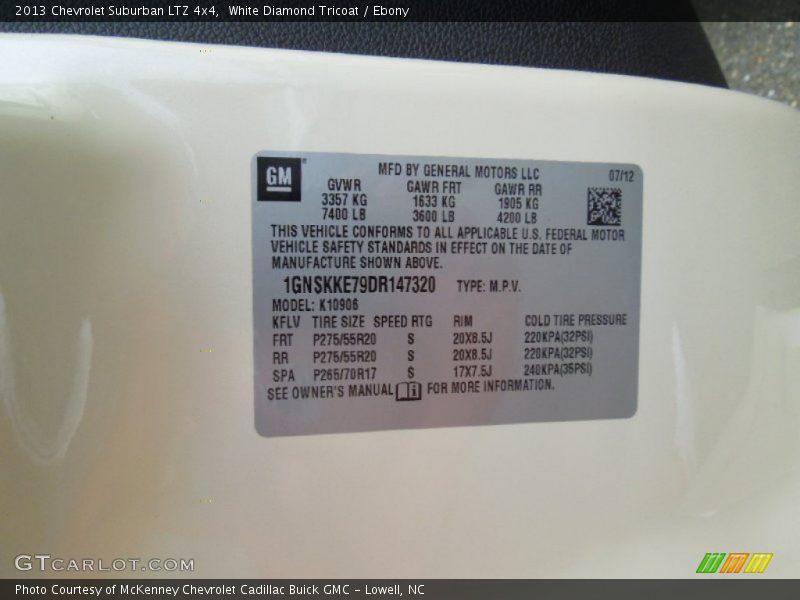 2013 Chevrolet Suburban LTZ 4x4, White Diamond Tricoat / Ebony
GM
MFD BY GENERAL MOTORS LLC 07/12
GVWR GAWR FRT GAWR RR
3357 KG 1633 KG 1905 KG
7400 LB 3600 LB 4200 LB
THIS VEHICLE CONFORMS TO ALL APPLICABLE U.S. FEDERAL MOTOR
VEHICLE SAFETY STANDARDS IN EFFECT ON THE DATE OF
MANUFACTURE SHOWN ABOVE.
1GNSKKE79DR147320 TYPE: M.P.V.
MODEL: K10906
KFLV TIRE SIZE SPEED RTG RIM COLD TIRE PRESSURE
FRT P275/55R20 S 20X8.5J 220KPA(32PSI)
RR P275/55R20 S 20X8.5J 220KPA(32PSI)
SPA P265/70R17 S 17X7.5J 240KPA(35PSI)
SEE OWNER'S MANUAL i FOR MORE INFORMATION.
GTCARLOT.COM
Photo Courtesy of McKenney Chevrolet Cadillac Buick GMC - Lowell, NC